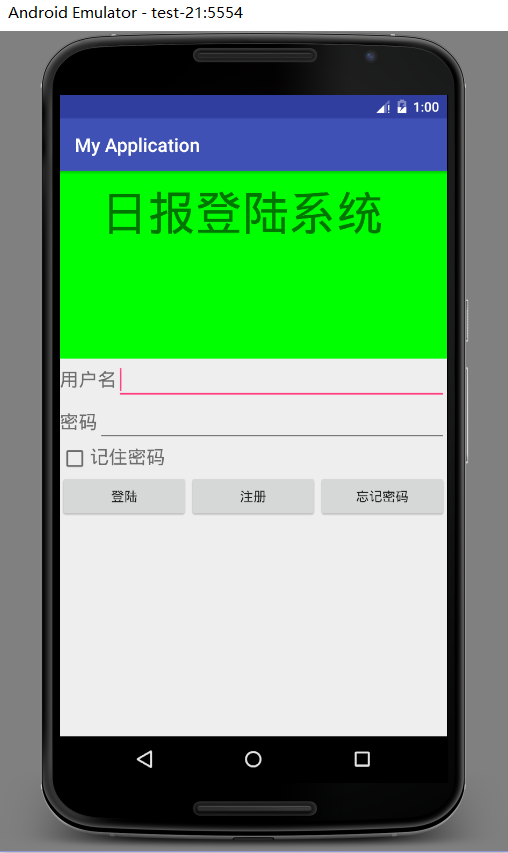 Android Emulator - test-21:5554
1:00
My Application
日报登陆系统
用户名
密码
记住密码
登陆 注册 忘记密码